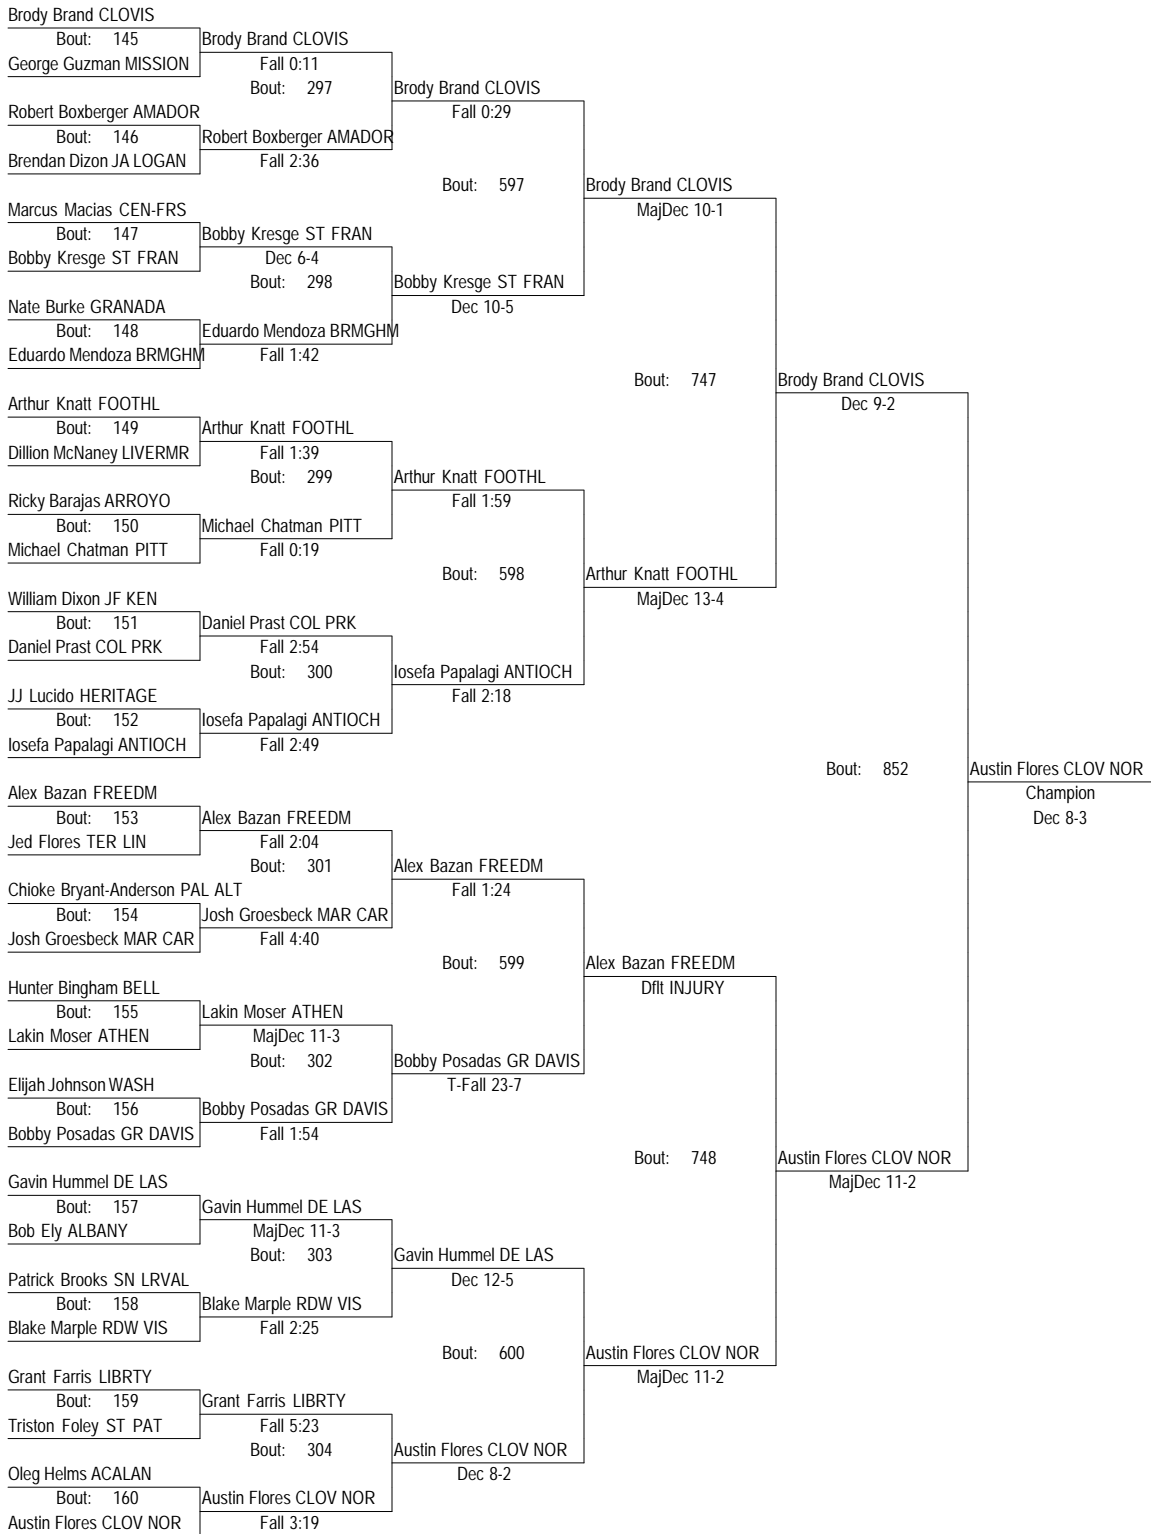 Brody Brand CLOVIS
Bout: 145
George Guzman MISSION
Robert Boxberger AMADOR
Bout: 146
Brendan Dizon JA LOGAN
Marcus Macias CEN-FRS
Bout: 147
Bobby Kresge ST FRAN
Nate Burke GRANADA
Bout: 148
Eduardo Mendoza BRMGHM
Arthur Knatt FOOTHL
Bout: 149
Dillion McNaney LIVERMR
Ricky Barajas ARROYO
Bout: 150
Michael Chatman PITT
William Dixon JF KEN
Bout: 151
Daniel Prast COL PRK
JJ Lucido HERITAGE
Bout: 152
Iosefa Papalagi ANTIOCH
Alex Bazan FREEDM
Bout: 153
Jed Flores TER LIN
Chioke Bryant-Anderson PAL ALT
Bout: 154
Josh Groesbeck MAR CAR
Hunter Bingham BELL
Bout: 155
Lakin Moser ATHEN
Elijah Johnson WASH
Bout: 156
Bobby Posadas GR DAVIS
Gavin Hummel DE LAS
Bout: 157
Bob Ely ALBANY
Patrick Brooks SN LRVAL
Bout: 158
Blake Marple RDW VIS
Grant Farris LIBRTY
Bout: 159
Triston Foley ST PAT
Oleg Helms ACALAN
Bout: 160
Austin Flores CLOV NOR
Brody Brand CLOVIS
Fall 0:11
Bout: 297
Robert Boxberger AMADOR
Fall 2:36
Bobby Kresge ST FRAN
Dec 6-4
Bout: 298
Eduardo Mendoza BRMGHM
Fall 1:42
Arthur Knatt FOOTHL
Fall 1:39
Bout: 299
Michael Chatman PITT
Fall 0:19
Daniel Prast COL PRK
Fall 2:54
Bout: 300
Iosefa Papalagi ANTIOCH
Fall 2:49
Alex Bazan FREEDM
Fall 2:04
Bout: 301
Josh Groesbeck MAR CAR
Fall 4:40
Lakin Moser ATHEN
MajDec 11-3
Bout: 302
Bobby Posadas GR DAVIS
Fall 1:54
Gavin Hummel DE LAS
MajDec 11-3
Bout: 303
Blake Marple RDW VIS
Fall 2:25
Grant Farris LIBRTY
Fall 5:23
Bout: 304
Austin Flores CLOV NOR
Fall 3:19
Brody Brand CLOVIS
Fall 0:29
Bout: 597
Bobby Kresge ST FRAN
Dec 10-5
Arthur Knatt FOOTHL
Fall 1:59
Bout: 598
Iosefa Papalagi ANTIOCH
Fall 2:18
Alex Bazan FREEDM
Fall 1:24
Bout: 599
Bobby Posadas GR DAVIS
T-Fall 23-7
Gavin Hummel DE LAS
Dec 12-5
Bout: 600
Austin Flores CLOV NOR
Dec 8-2
Brody Brand CLOVIS
MajDec 10-1
Bout: 747
Arthur Knatt FOOTHL
MajDec 13-4
Alex Bazan FREEDM
Dflt INJURY
Bout: 748
Austin Flores CLOV NOR
MajDec 11-2
Brody Brand CLOVIS
Dec 9-2
Bout: 852
Austin Flores CLOV NOR
MajDec 11-2
Austin Flores CLOV NOR
Champion
Dec 8-3